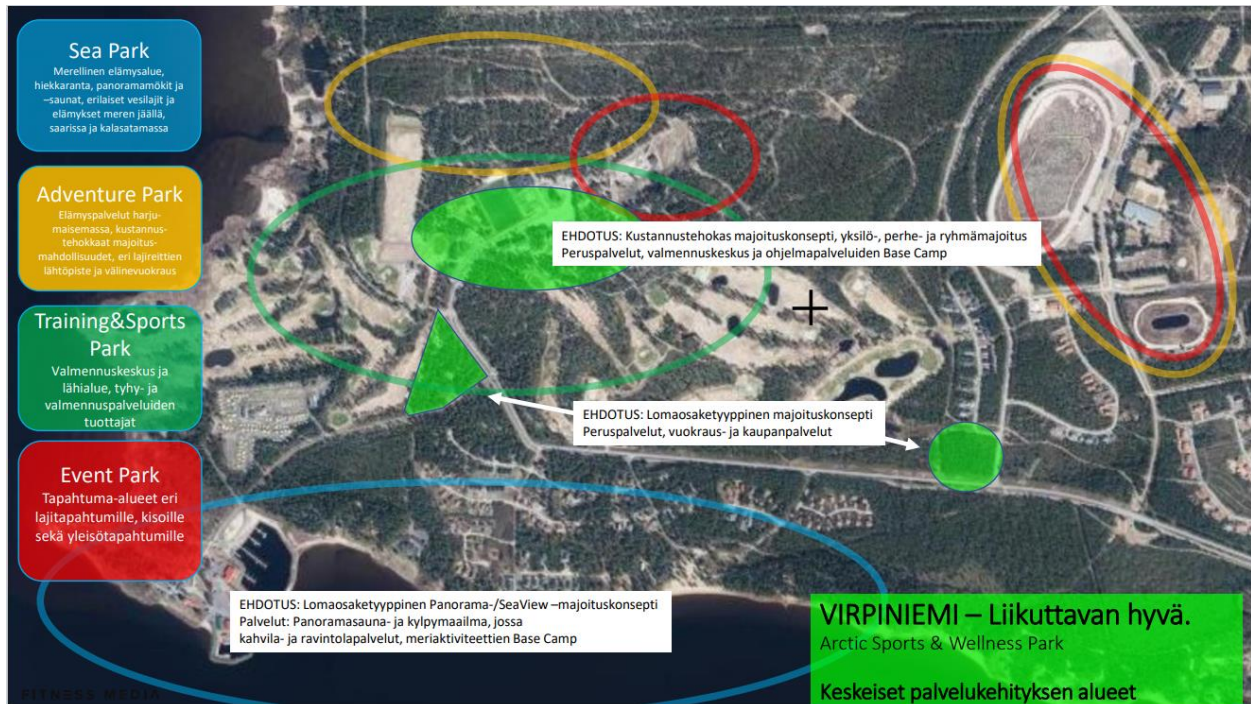 Sea Park
Merellinen elämysalue,
hiekkaranta, panoramamökit ja
–saunat, erilaiset vesilajit ja
elämykset meren jäällä,
saarissa ja kalasatamassa
Adventure Park
Elämyspalvelut harju-
maisemassa, kustannus-
tehokkaat majoitus-
mahdollisuudet, eri lajireittien
lähtöpiste ja välinevuokraus
Training&Sports
Park
Valmennuskeskus ja
lähialue, tyhy- ja
valmennuspalveluiden
tuottajat
Event Park
Tapahtuma-alueet eri
lajitapahtumille, kisoille
sekä yleisötapahtumille
EHDOTUS: Kustannustehokas majoituskonsepti, yksilö-, perhe- ja ryhmämajoitus
Peruspalvelut, valmennuskeskus ja ohjelmapalveluiden Base Camp
EHDOTUS: Lomaosaketyyppinen majoituskonsepti
Peruspalvelut, vuokraus- ja kaupanpalvelut
EHDOTUS: Lomaosaketyyppinen Panorama-/SeaView –majoituskonsepti
Palvelut: Panoramasauna- ja kylpymaailma, jossa
kahvila- ja ravintolapalvelut, meriaktiviteettien Base Camp
VIRPINIEMI – Liikuttavan hyvä.
Arctic Sports & Wellness Park
Keskeiset palvelukehityksen alueet
FITNESS MEDIA